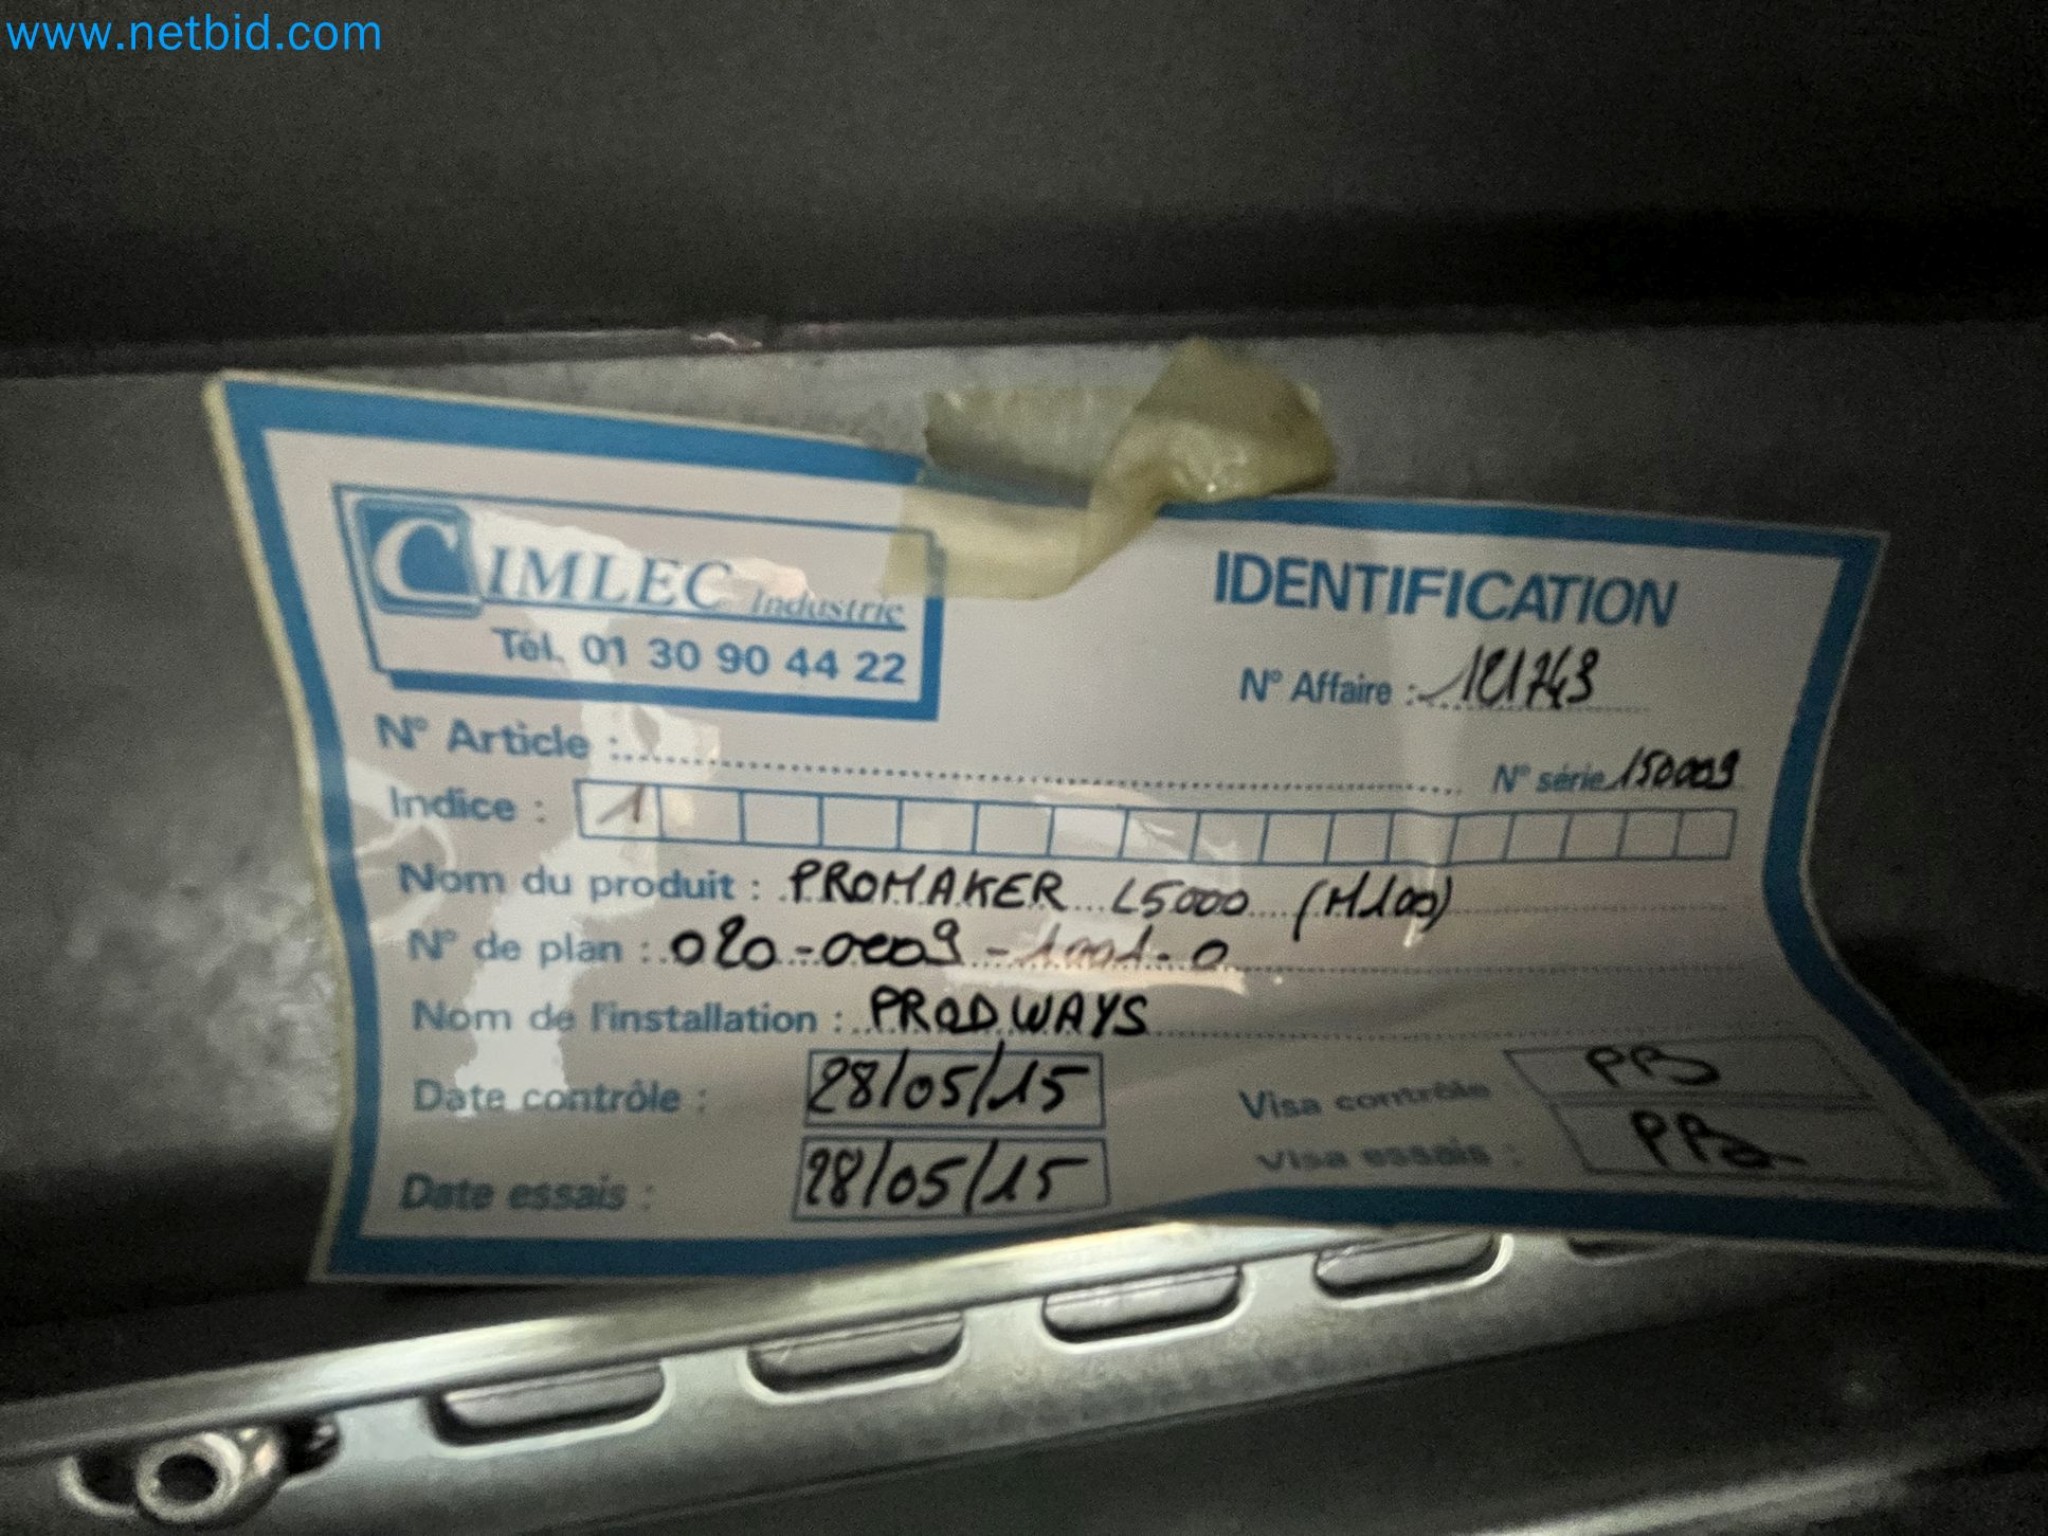 www.netbid.com
CIMLEC Industrie
Tél. 01 30 90 44 22
IDENTIFICATION
N° Affaire : 121743
N° Article :
N° série 150009
Indice : 1
Nom du produit : PROMAKER L5000 (M100)
N° de plan : 020-0009-1001-0
Nom de l'installation : PRODWAYS
Date contrôle : 28/05/15
Visa contrôle PB
Date essais : 28/05/15
Visa essais : PB